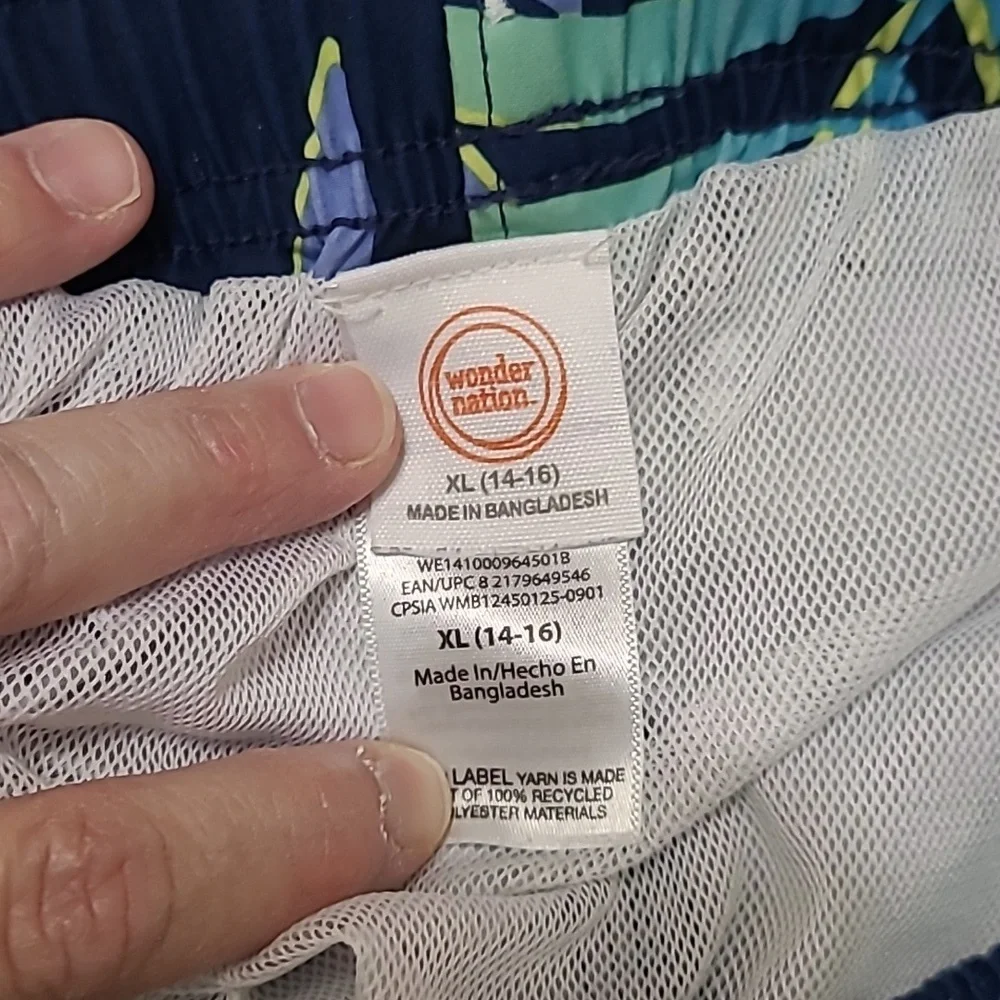 wonder
nation.
XL (14-16)
MADE IN BANGLADESH
WE141000964501B
EAN/UPC 8 2179649546
CPSIA WMB12450125-0901
XL (14-16)
Made In/Hecho En
Bangladesh
LABEL YARN IS MADE
OF 100% RECYCLED
MATERIALS